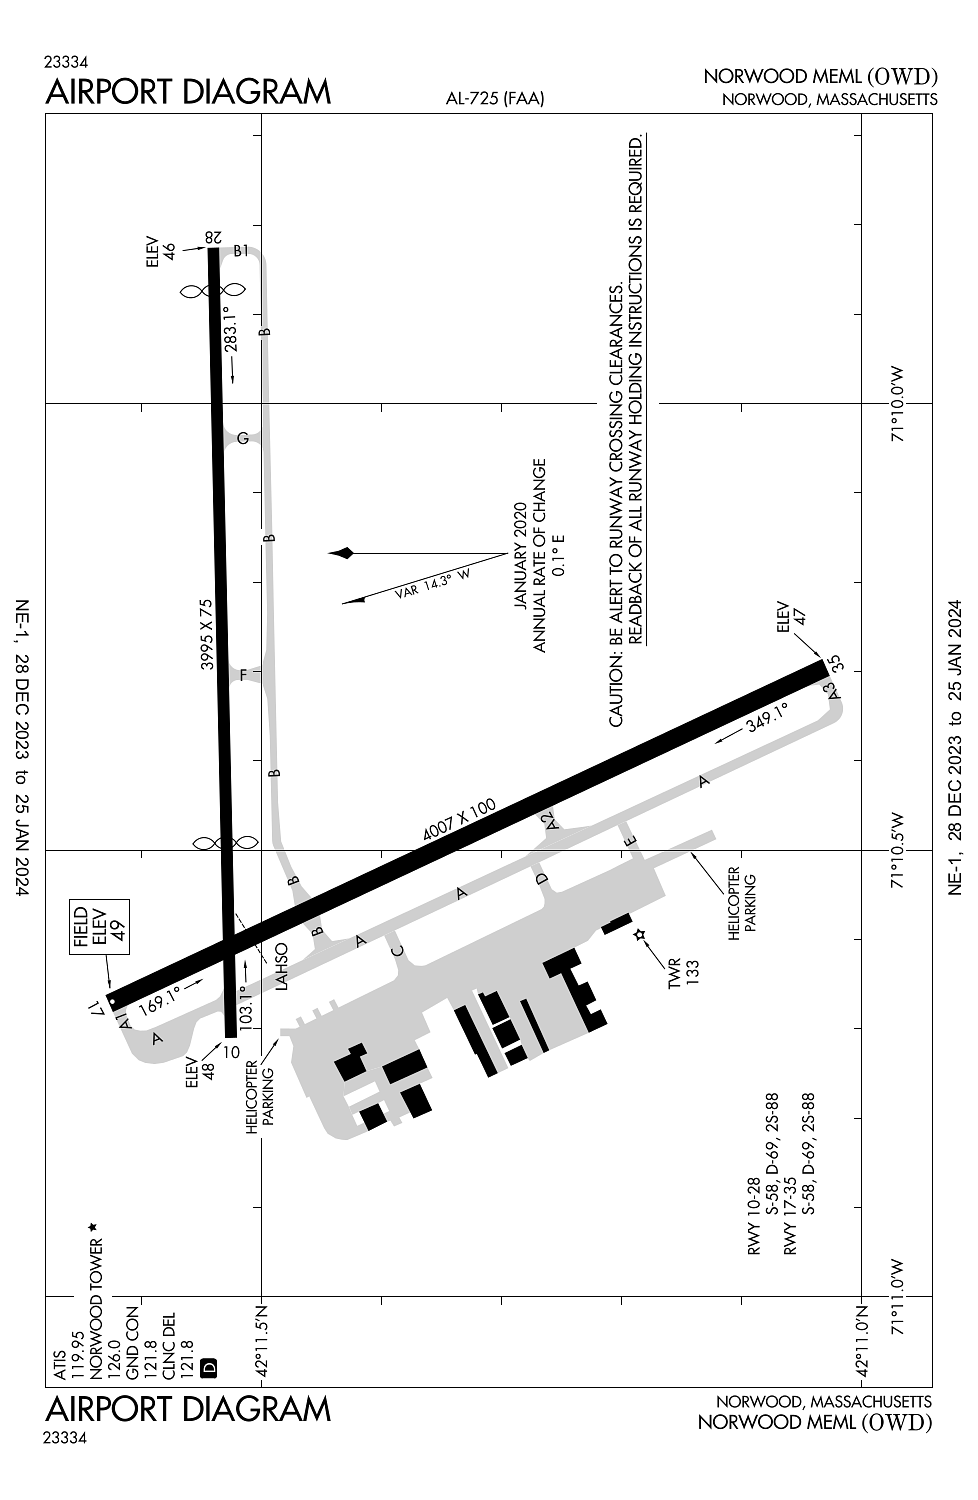 23334
AIRPORT DIAGRAM
AL-725 (FAA)
NORWOOD MEML (OWD)
NORWOOD, MASSACHUSETTS
ELEV
46
28
B1
283.1°
B
G
B
3995 X 75
F
B
CAUTION: BE ALERT TO RUNWAY CROSSING CLEARANCES.
READBACK OF ALL RUNWAY HOLDING INSTRUCTIONS IS REQUIRED.
71°10.0'W
VAR 14.3° W
JANUARY 2020
ANNUAL RATE OF CHANGE
0.1° E
ELEV
47
35
A3
349.1°
A
4007 X 100
A2
E
D
A
71°10.5'W
HELICOPTER
PARKING
B
B
A
C
FIELD
ELEV
49
LAHSO
TWR
133
17
A1
169.1°
A
103.1°
10
ELEV
48
HELICOPTER
PARKING
RWY 10-28
S-58, D-69, 2S-88
RWY 17-35
S-58, D-69, 2S-88
ATIS
119.95
NORWOOD TOWER ★
126.0
GND CON
121.8
CLNC DEL
121.8
D
42°11.5'N
42°11.0'N
71°11.0'W
NE-1, 28 DEC 2023 to 25 JAN 2024
NE-1, 28 DEC 2023 to 25 JAN 2024
AIRPORT DIAGRAM
23334
NORWOOD, MASSACHUSETTS
NORWOOD MEML (OWD)